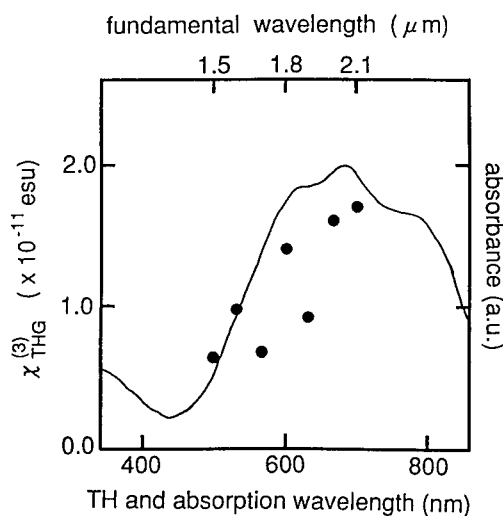 fundamental wavelength ( μm)
1.5 1.8 2.1
2.0
1.0
0.0
χ(3)THG ( x 10-11 esu)
absorbance (a.u.)
400 600 800
TH and absorption wavelength (nm)